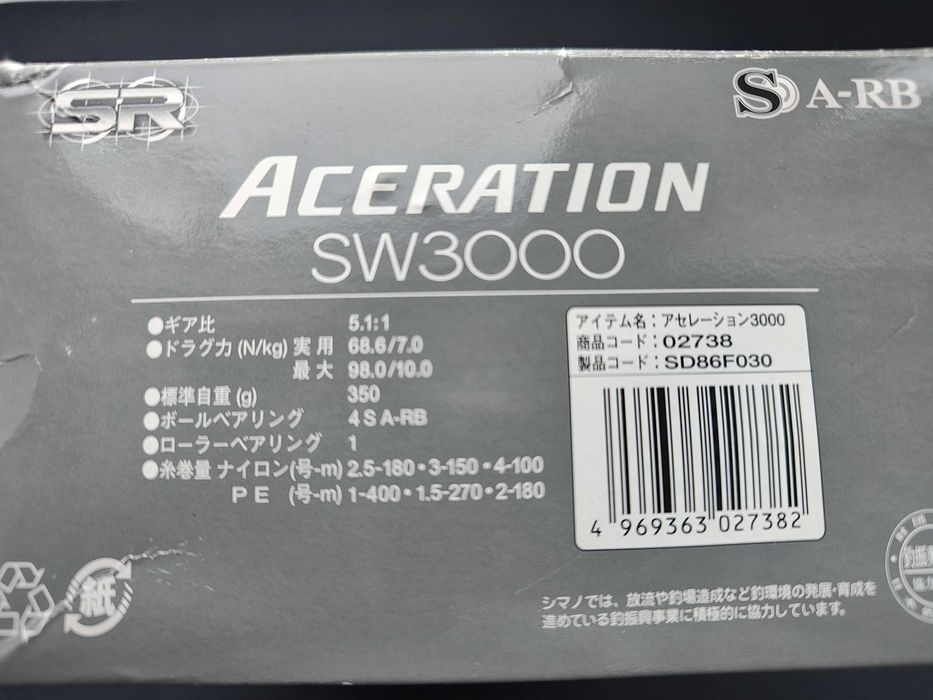 SR
S A-RB
ACERATION
SW3000
●ギア比 5.1:1
●ドラグ力 (N/kg) 実用 68.6/7.0
最大 98.0/10.0
●標準自重 (g) 350
●ボールベアリング 4 S A-RB
●ローラーベアリング 1
●糸巻量 ナイロン(号-m) 2.5-180・3-150・4-100
PE (号-m) 1-400・1.5-270・2-180
アイテム名：アセレーション3000
商品コード：02738
製品コード：SD86F030
4 969363 027382
紙
シマノでは、放流や釣場造成など釣環境の発展・育成を
進めている釣振興事業に積極的に協力しています。
釣振興